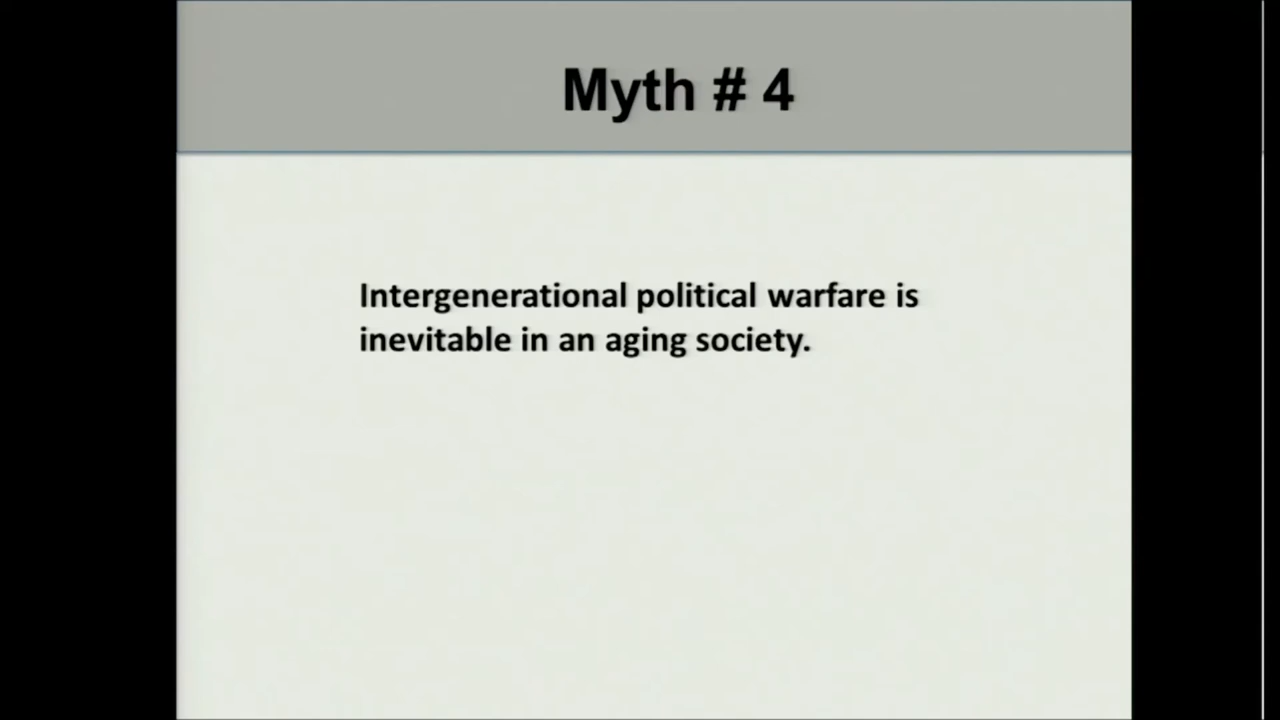 Myth # 4
Intergenerational political warfare is
inevitable in an aging society.